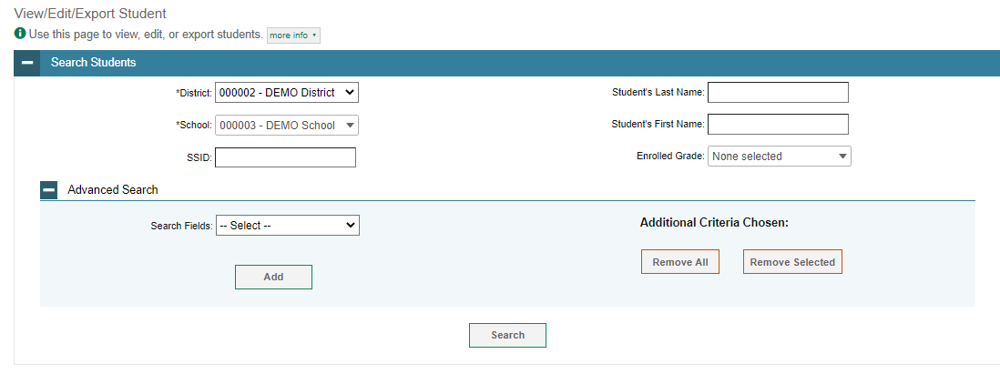 View/Edit/Export Student
Use this page to view, edit, or export students. more info
Search Students
*District: 000002 - DEMO District
Student's Last Name:
*School: 000003 - DEMO School
Student's First Name:
SSID:
Enrolled Grade: None selected
Advanced Search
Search Fields: -- Select --
Additional Criteria Chosen:
Remove All Remove Selected
Add
Search